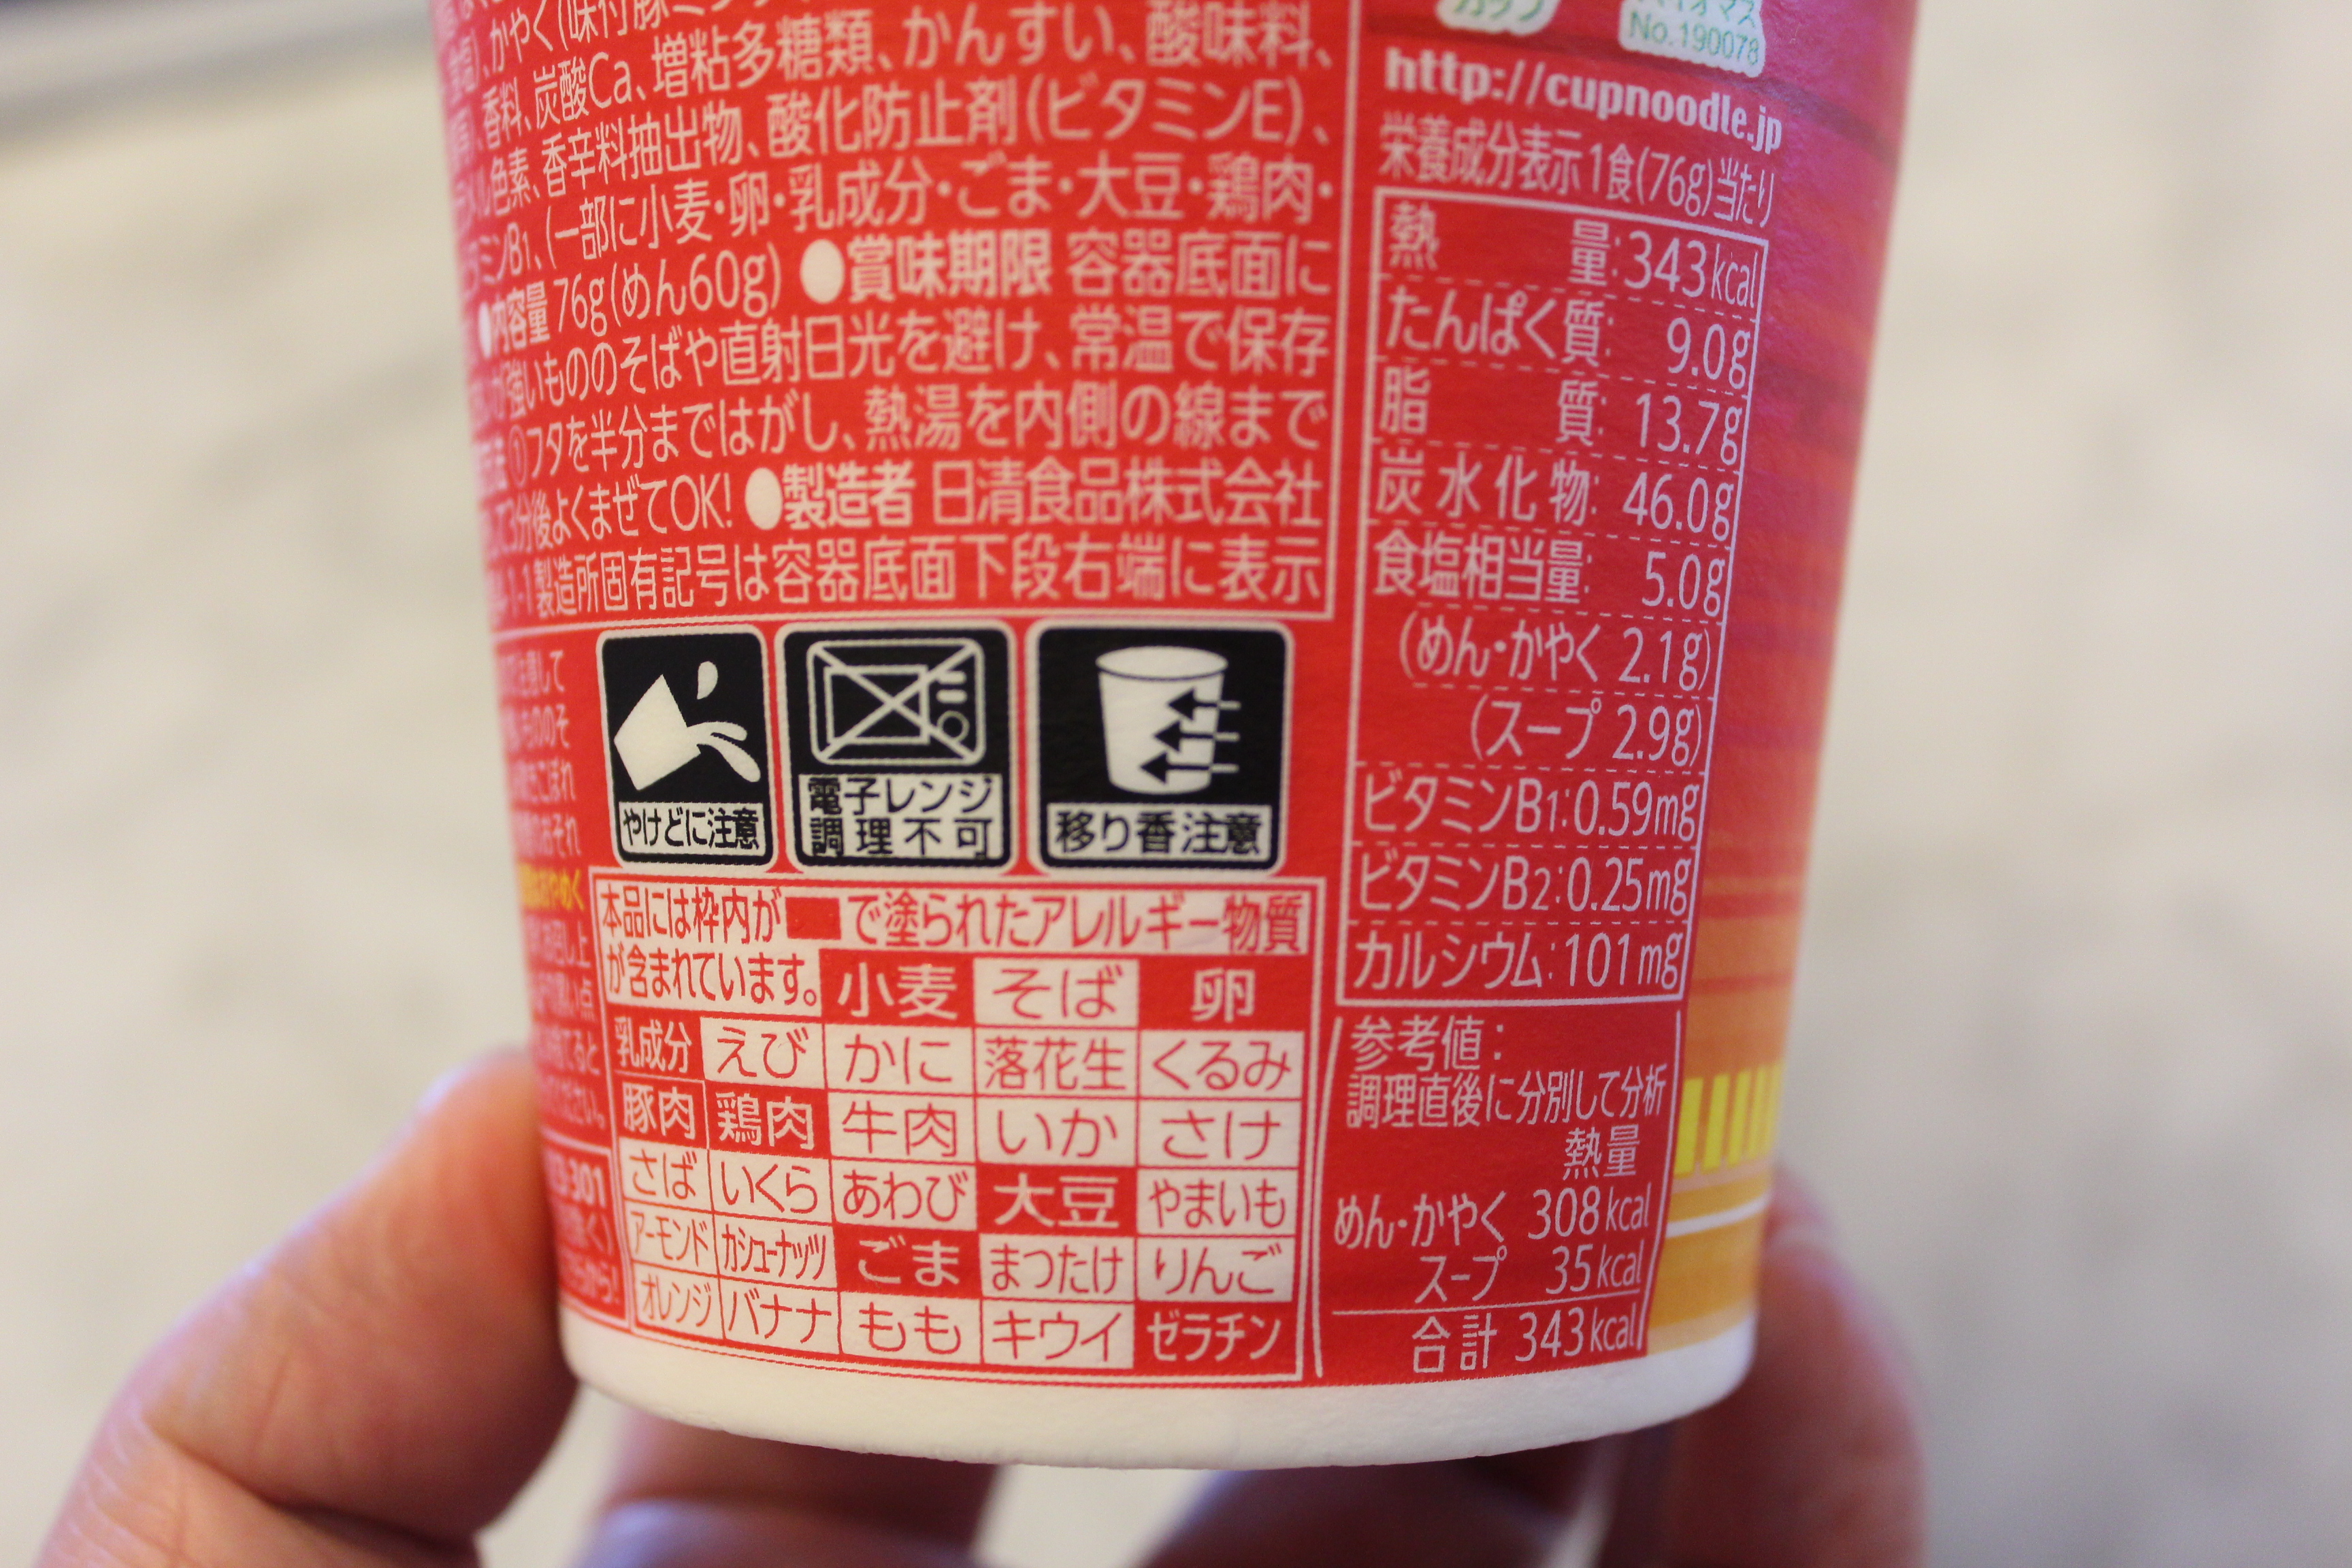 かやく(味付豚ミンチ
香料、炭酸Ca、増粘多糖類、かんすい、酸味料、
色素、香辛料抽出物、酸化防止剤(ビタミンE)、
ビタミンB1、(一部に小麦・卵・乳成分・ごま・大豆・鶏肉・
●内容量 76g(めん60g) ●賞味期限 容器底面に
強いもののそばや直射日光を避け、常温で保存
①フタを半分まではがし、熱湯を内側の線まで
3分後よくまぜてOK! ●製造者 日清食品株式会社
1-1 製造所固有記号は容器底面下段右端に表示
やけどに注意
電子レンジ
調理不可
移り香注意
本品には枠内が で塗られたアレルギー物質
が含まれています。 小麦 そば 卵
乳成分 えび かに 落花生 くるみ
豚肉 鶏肉 牛肉 いか さけ
さば いくら あわび 大豆 やまいも
アーモンド カシューナッツ ごま まつたけ りんご
オレンジ バナナ もも キウイ ゼラチン
カップ
バイオマス
No.190078
http://cupnoodle.jp
栄養成分表示 1食(76g)当たり
熱量:343kcal
たんぱく質: 9.0g
脂質: 13.7g
炭水化物: 46.0g
食塩相当量: 5.0g
(めん・かやく 2.1g)
(スープ 2.9g)
ビタミンB1:0.59mg
ビタミンB2:0.25mg
カルシウム:101mg
参考値:
調理直後に分別して分析
熱量
めん・かやく 308kcal
スープ 35kcal
合計 343kcal